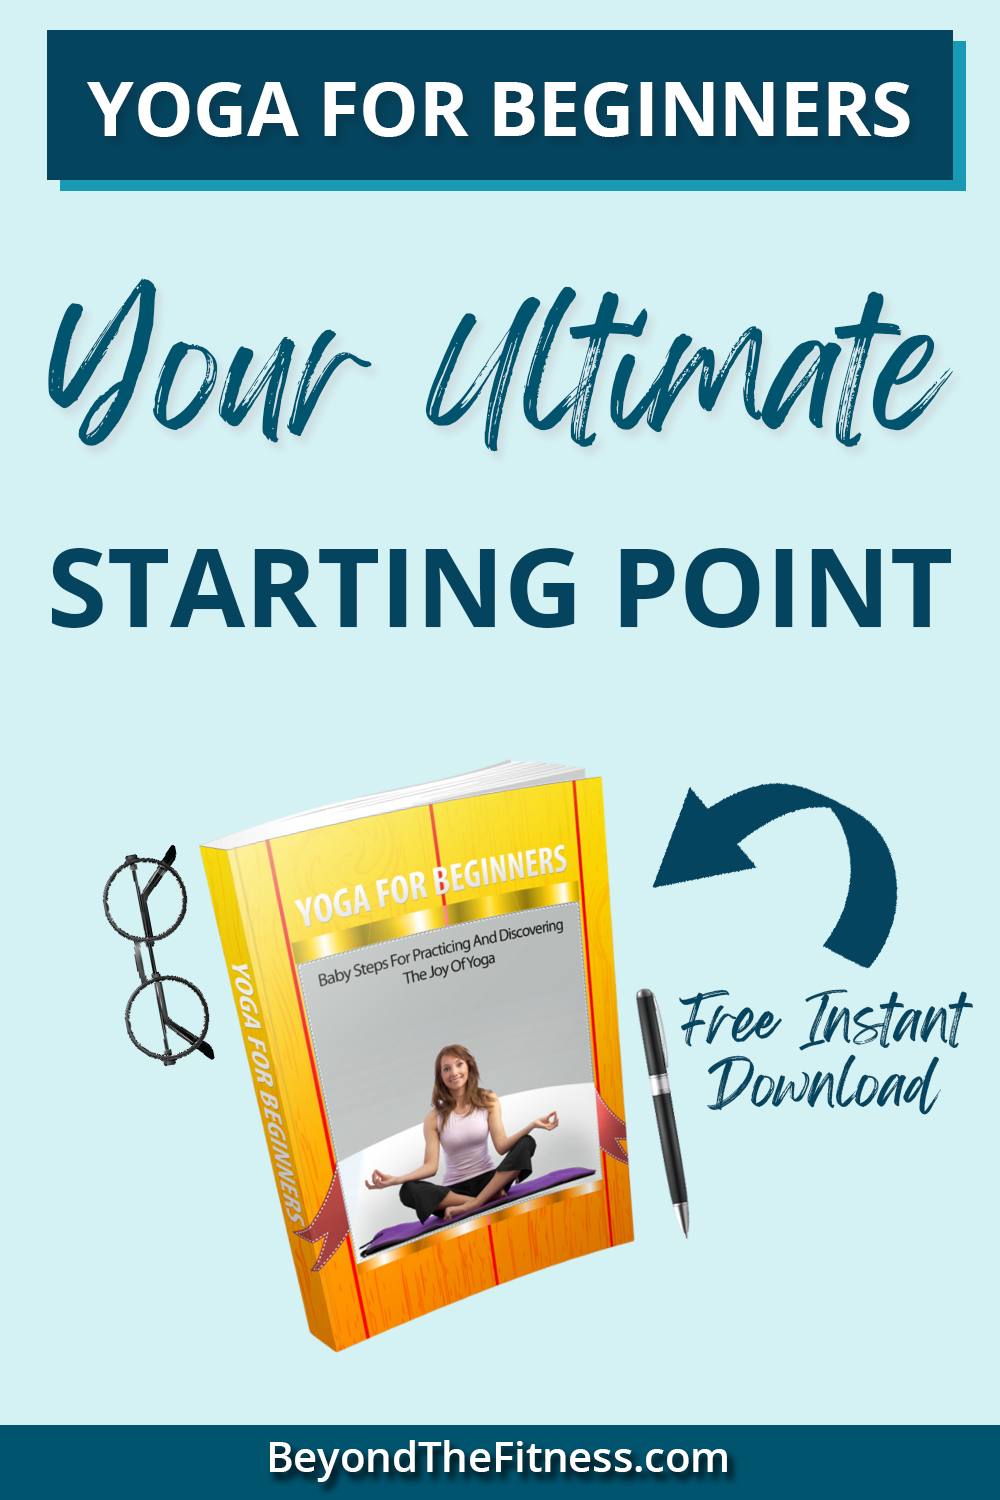 YOGA FOR BEGINNERS
Your Ultimate
STARTING POINT
YOGA FOR BEGINNERS
Baby Steps For Practicing And Discovering
The Joy Of Yoga
YOGA FOR BEGINNERS
Free Instant
Download
BeyondTheFitness.com